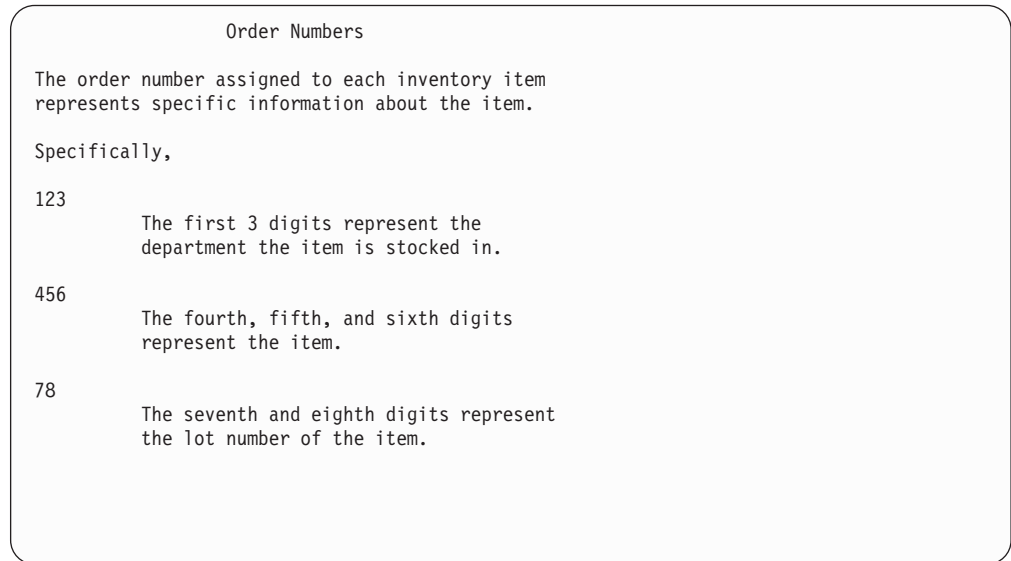 Order Numbers
The order number assigned to each inventory item
represents specific information about the item.
Specifically,
123
The first 3 digits represent the
department the item is stocked in.
456
The fourth, fifth, and sixth digits
represent the item.
78
The seventh and eighth digits represent
the lot number of the item.